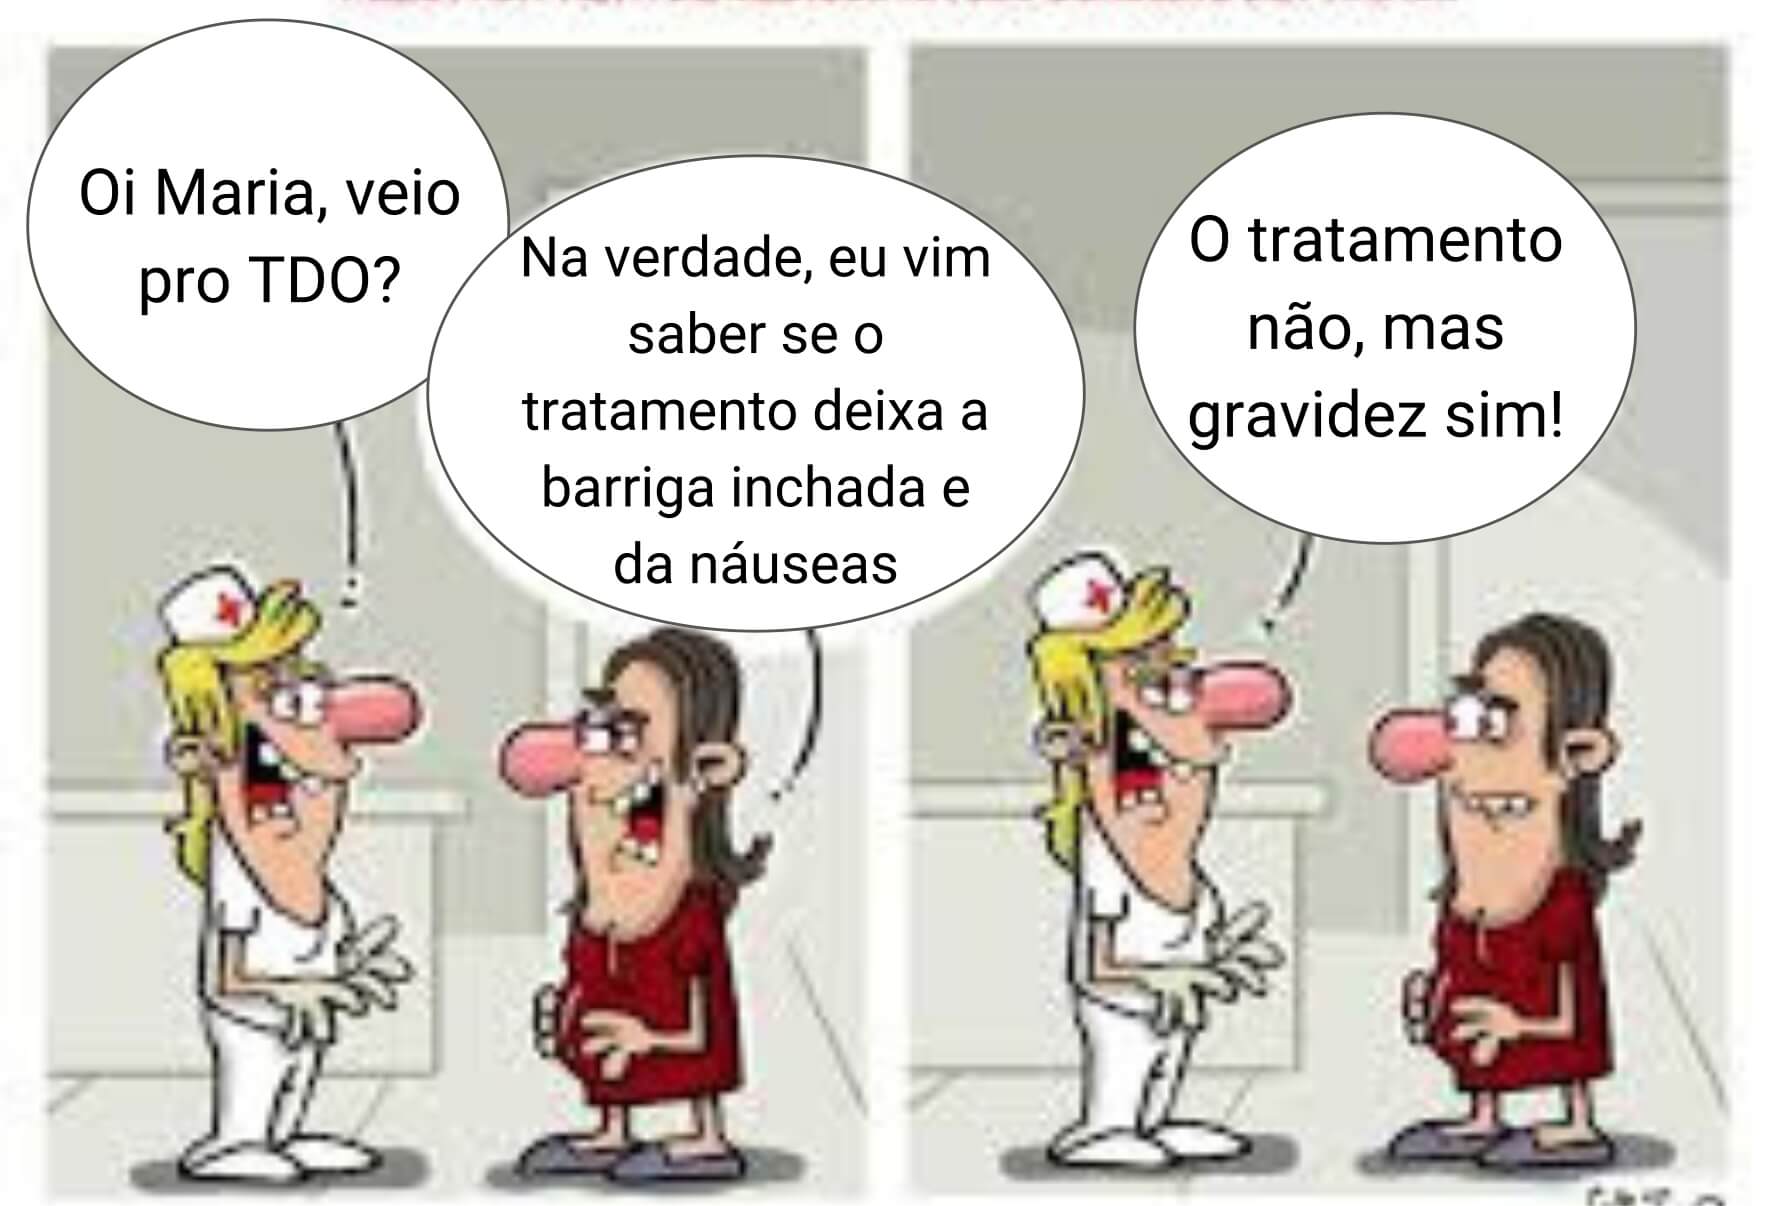 Oi Maria, veio
pro TDO?
Na verdade, eu vim
saber se o
tratamento deixa a
barriga inchada e
da náuseas
O tratamento
não, mas
gravidez sim!